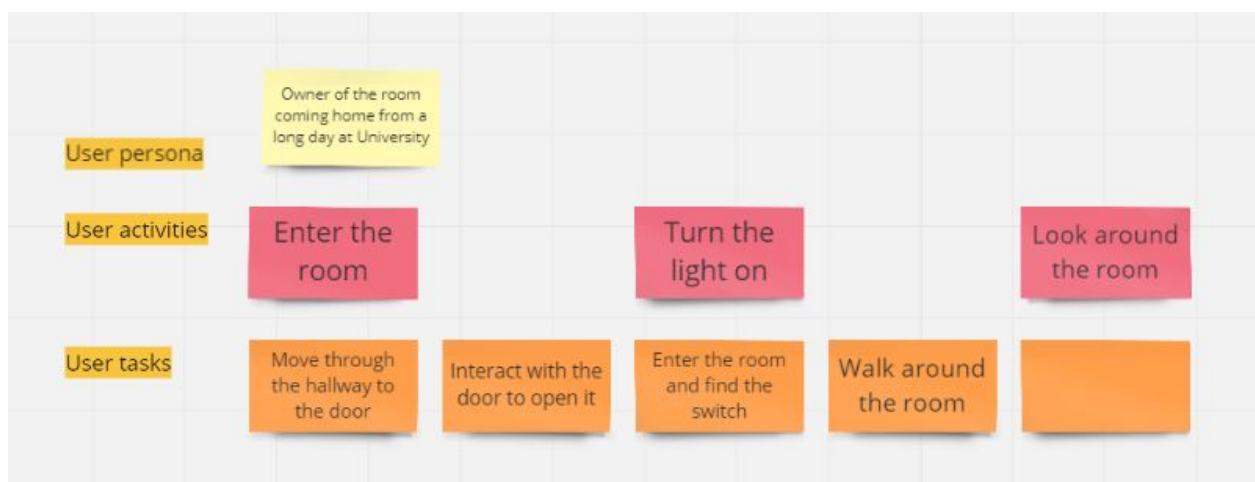 Owner of the room
coming home from a
long day at University
User persona
User activities
Enter the
room
Turn the
light on
Look around
the room
User tasks
Move through
the hallway to
the door
Interact with the
door to open it
Enter the room
and find the
switch
Walk around
the room